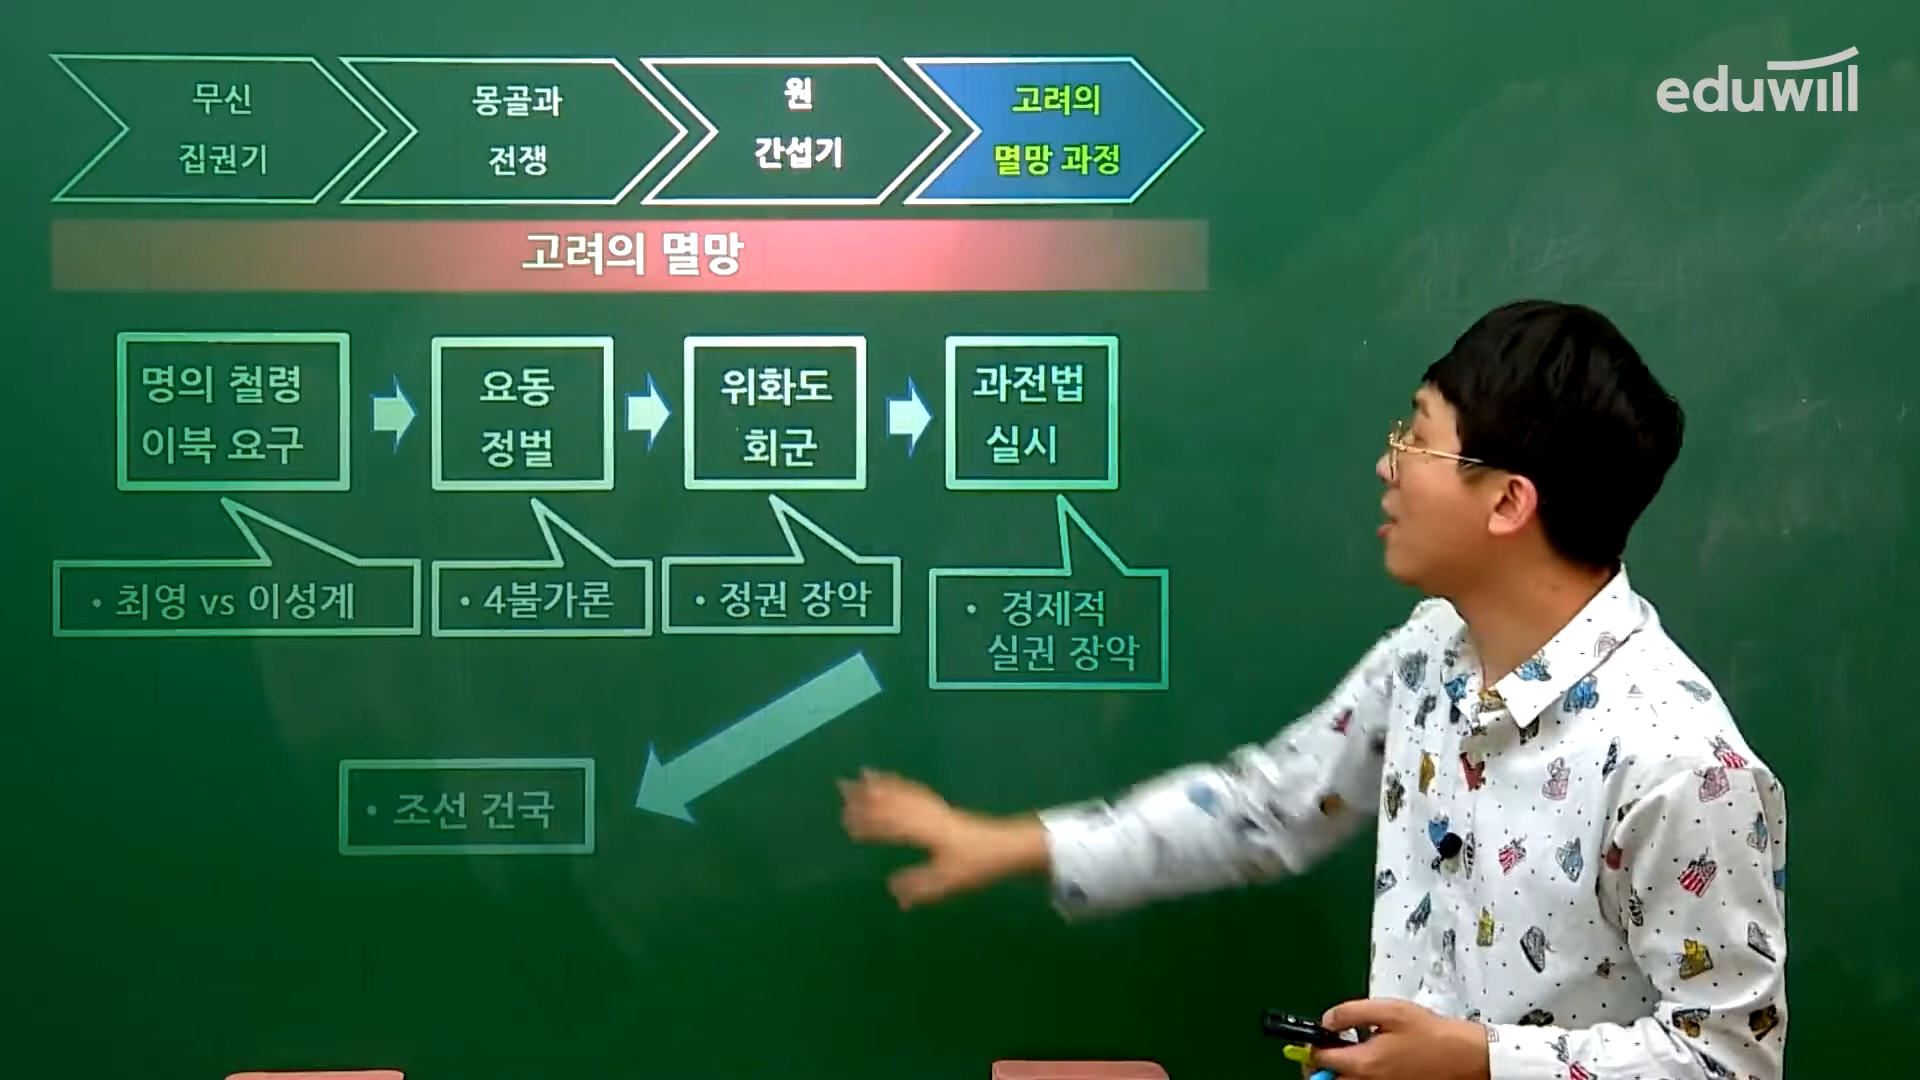 무신
집권기
몽골과
전쟁
원
간섭기
고려의
멸망 과정
eduwill
고려의 멸망
명의 철령
이북 요구
요동
정벌
위화도
회군
과전법
실시
• 최영 vs 이성계
• 4불가론
• 정권 장악
• 경제적
실권 장악
• 조선 건국